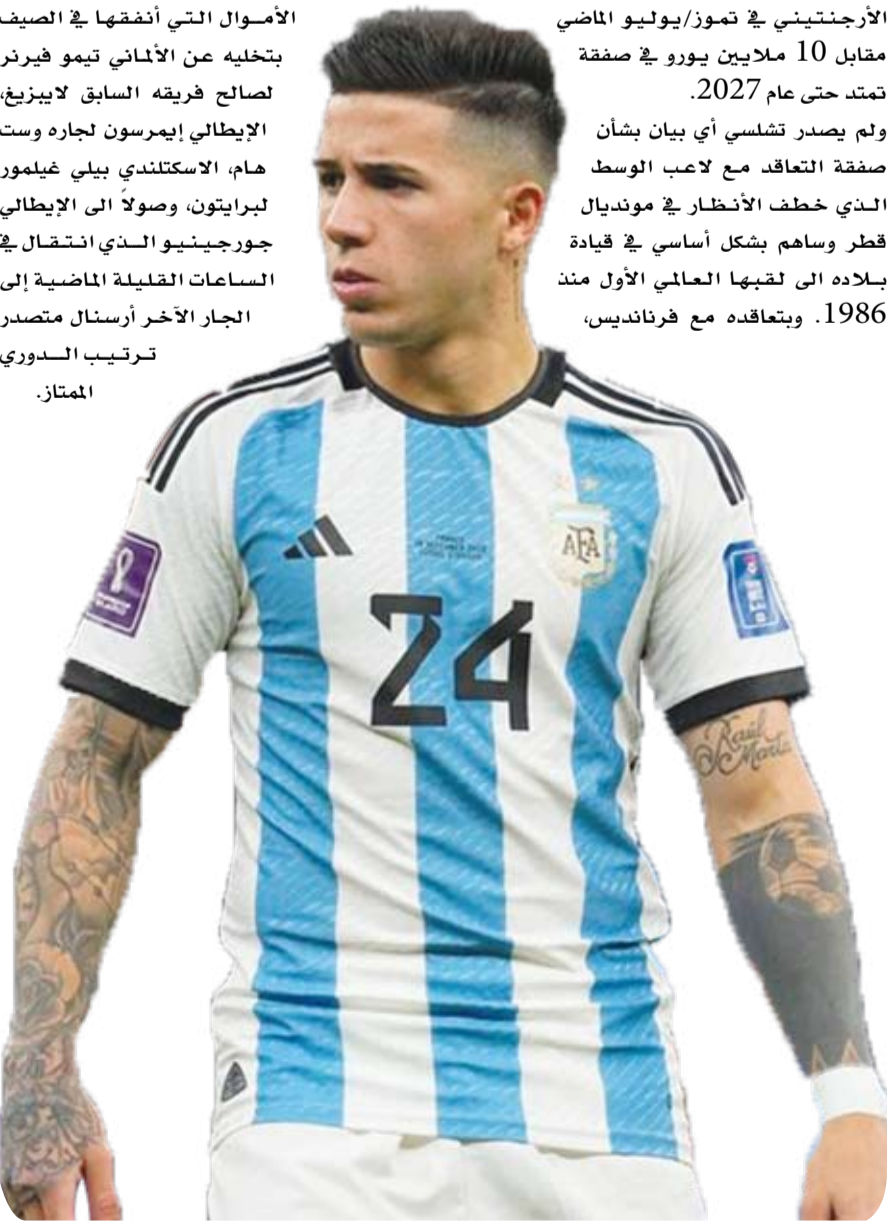 الأرجنتيني في تموز/يوليو الماضي
مقابل 10 ملايين يورو في صفقة
تمتد حتى عام 2027.
ولم يصدر تشلسي أي بيان بشأن
صفقة التعاقد مع لاعب الوسط
الذي خطف الأنظار في مونديال
قطر وساهم بشكل أساسي في قيادة
بلاده الى لقبها العالمي الأول منذ
1986. وبتعاقده مع فرنانديس،
الأموال التي أنفقها في الصيف
بتخليه عن الألماني تيمو فيرنر
لصالح فريقه السابق لايبزيغ،
الإيطالي إيمرسون لجاره وست
هام، الاسكتلندي بيلي غيلمور
لبرايتون، وصولاً الى الإيطالي
جورجينيو الذي انتقال في
الساعات القليلة الماضية إلى
الجار الآخر أرسنال متصدر
ترتيب الدوري
الممتاز.
AFA
24
Raúl
Marta